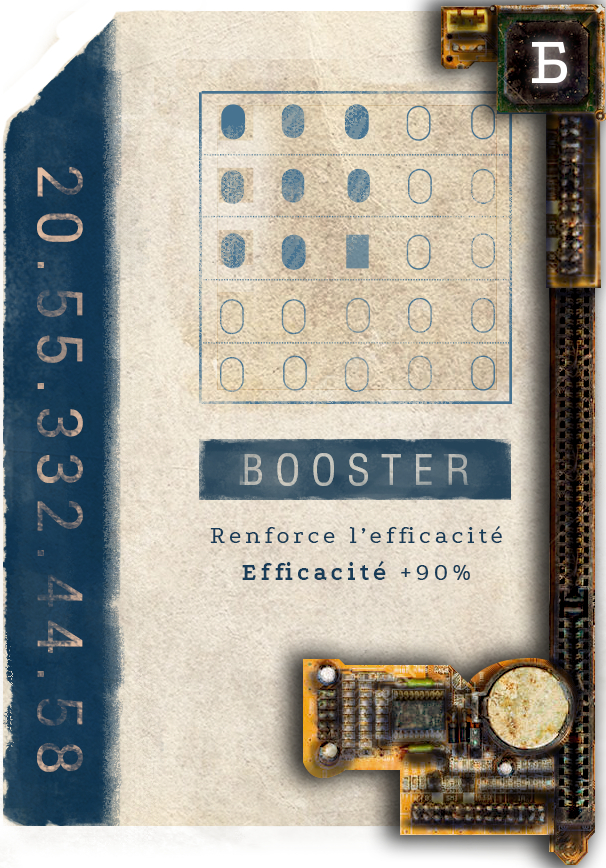 Б
20.55.332.44.58
BOOSTER
Renforce l’efficacité
Efficacité +90%